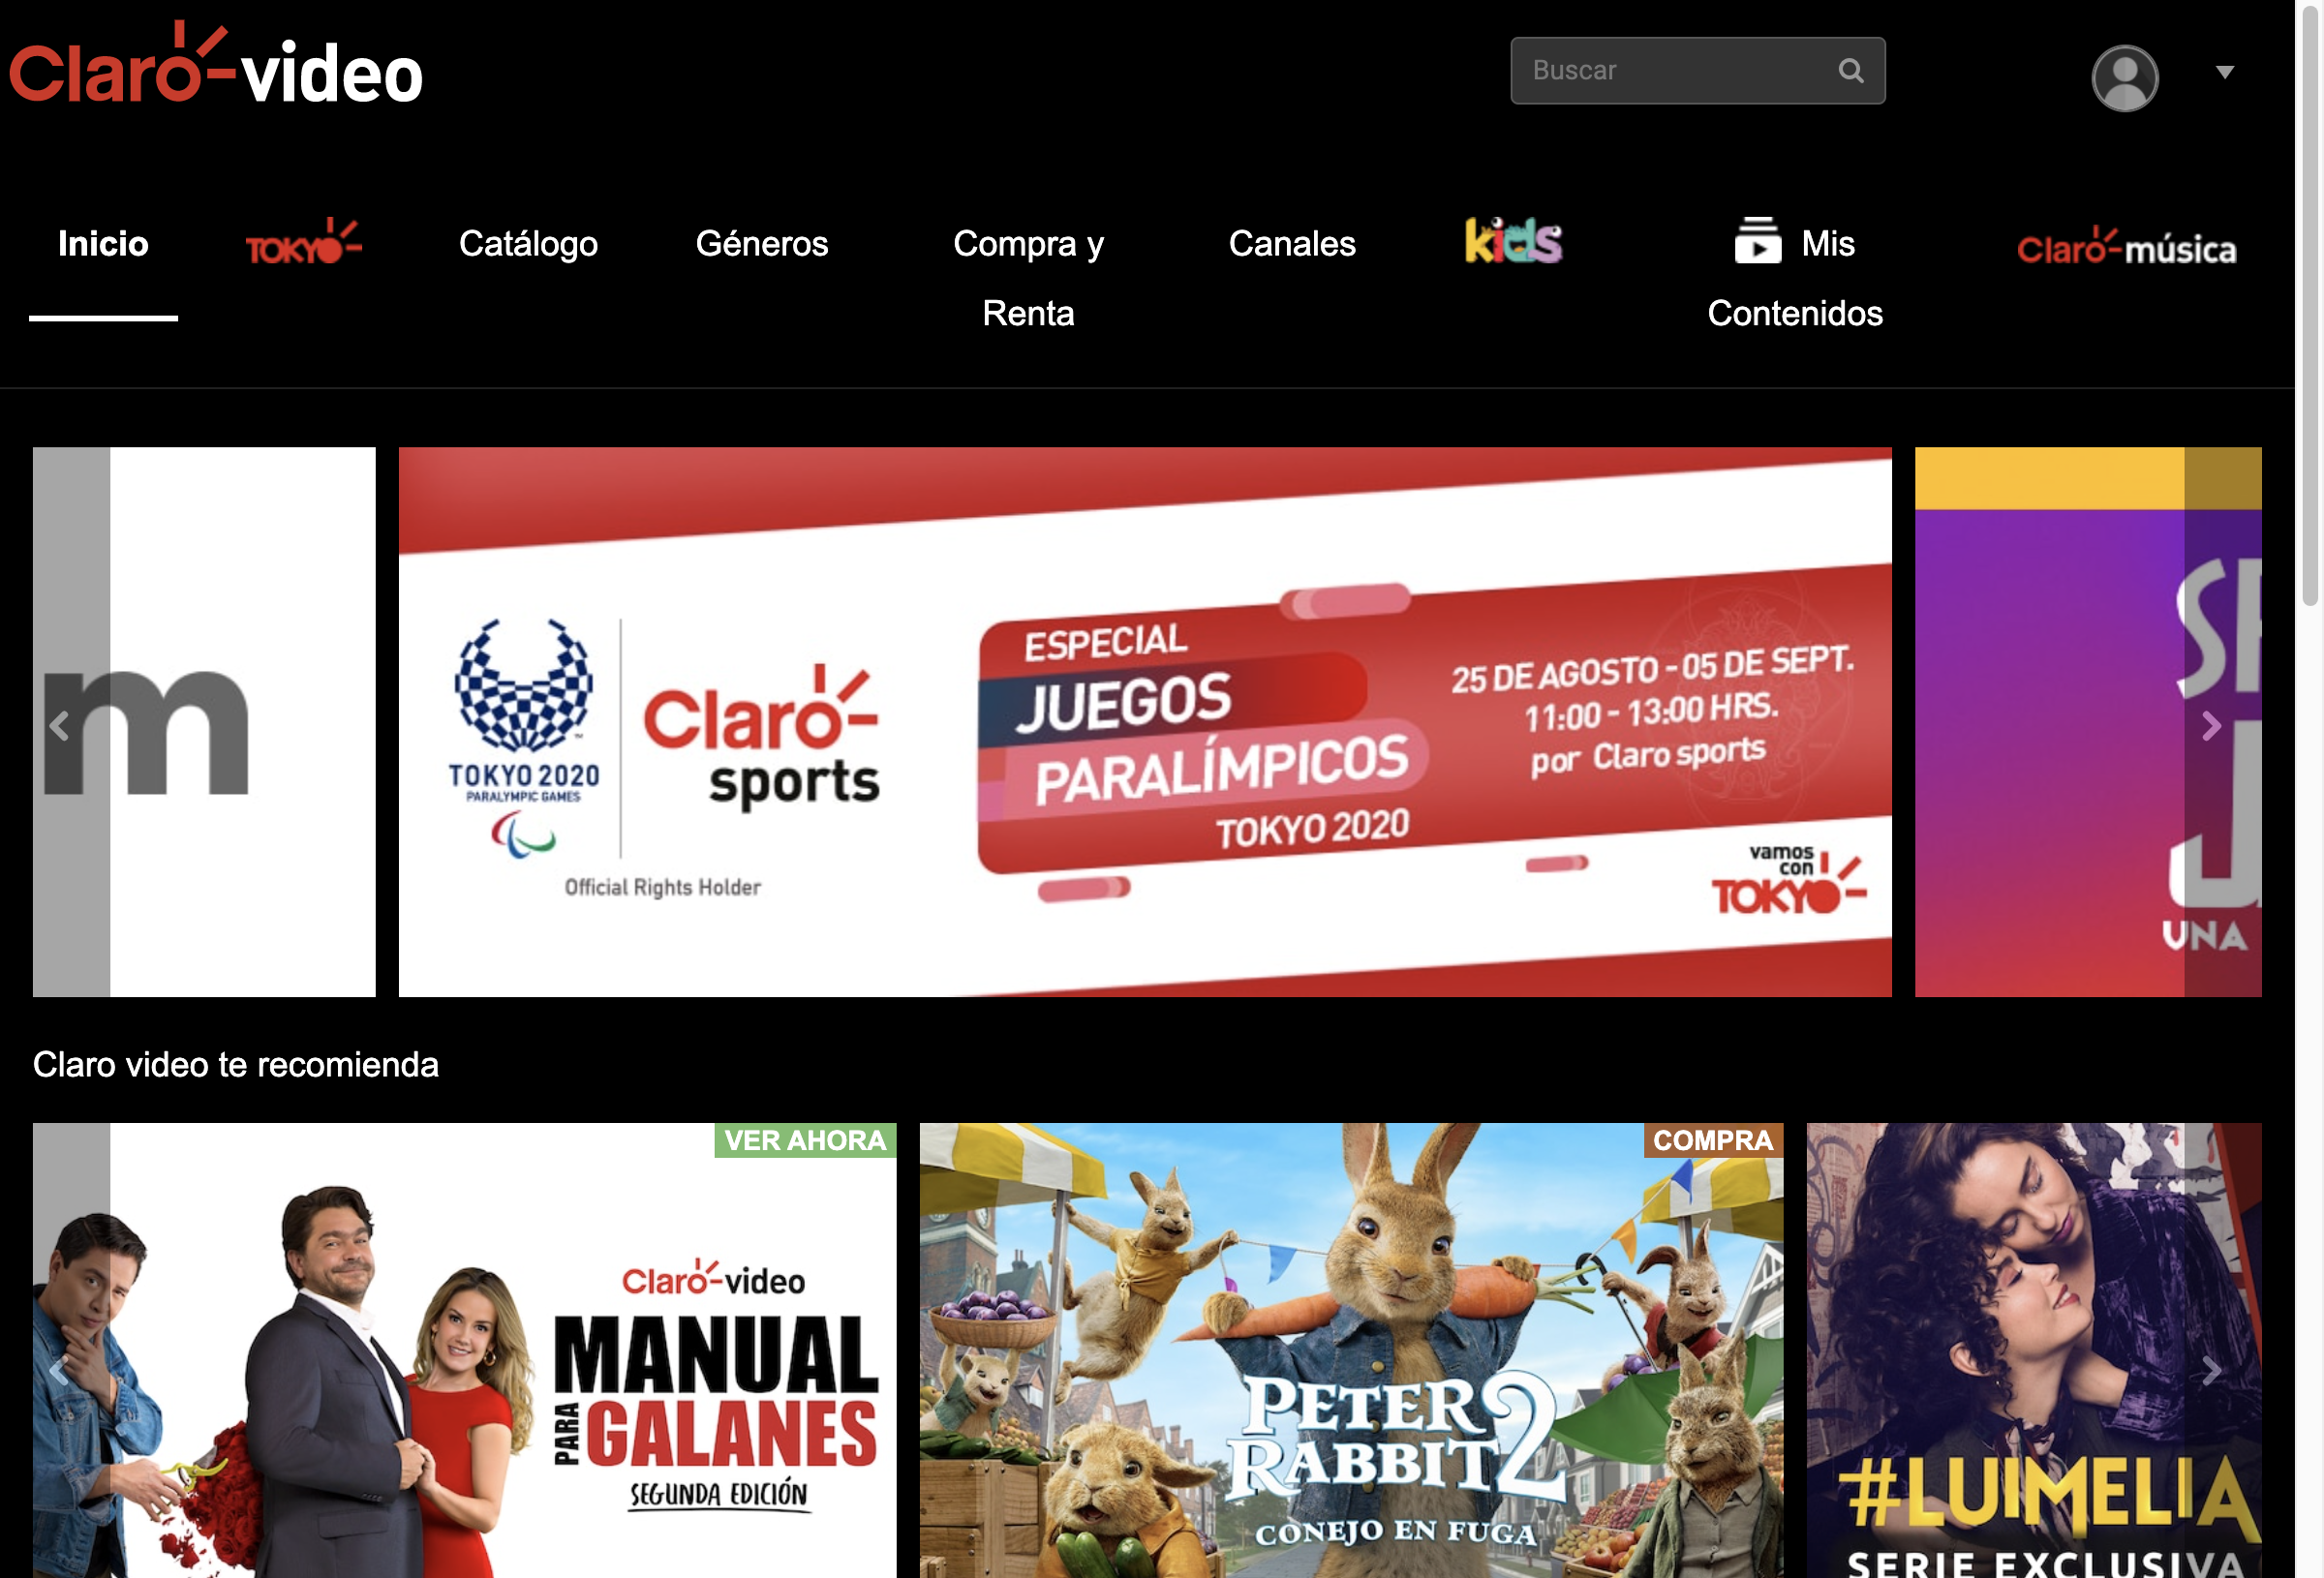 Claro video
Buscar
Inicio
TOKYO
Catálogo
Géneros
Compra y
Renta
Canales
kids
Mis
Contenidos
Claro música
m
TOKYO 2020
PARALYMPIC GAMES
Claro
sports
Official Rights Holder
ESPECIAL
JUEGOS
PARALÍMPICOS
TOKYO 2020
25 DE AGOSTO - 05 DE SEPT.
11:00 - 13:00 HRS.
por Claro sports
vamos
con
TOKYO
UNA
Claro video te recomienda
VER AHORA
Claro video
MANUAL
PARA GALANES
SEGUNDA EDICIÓN
COMPRA
PETER
RABBIT 2
CONEJO EN FUGA
#LUIMELIA
SERIE EXCLUSIVA